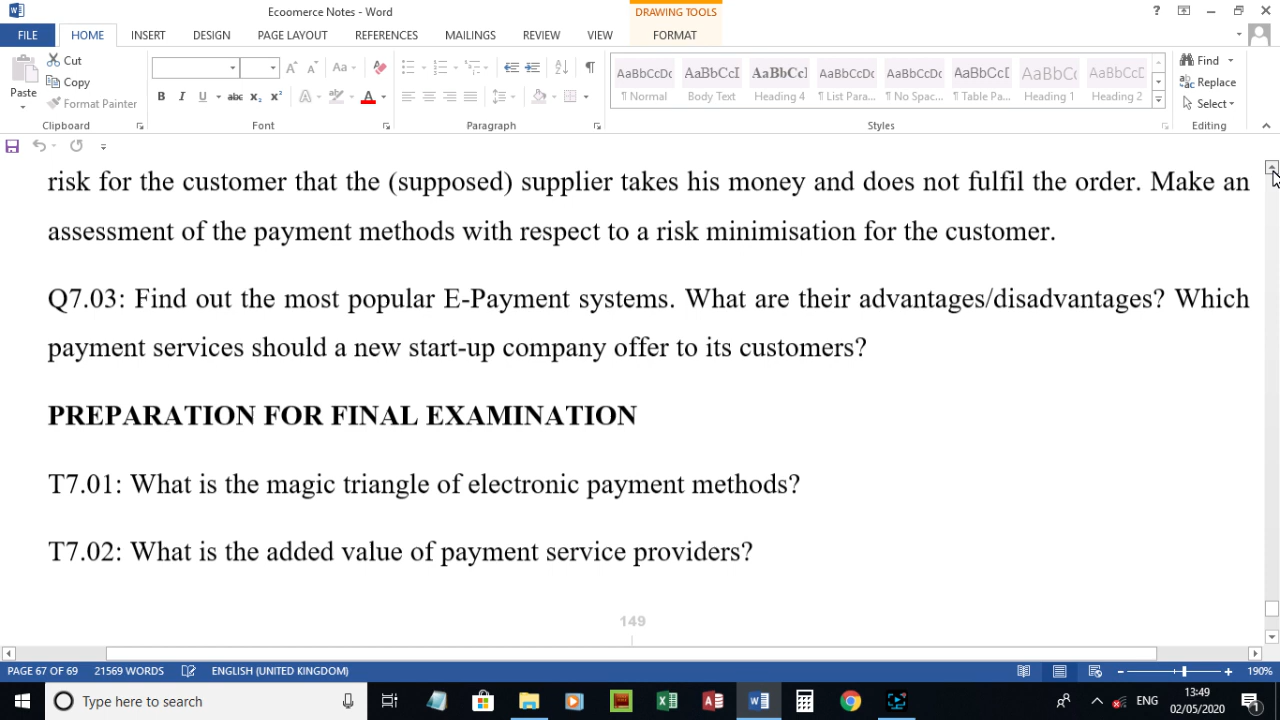 Ecoomerce Notes - Word
DRAWING TOOLS
FILE HOME INSERT DESIGN PAGE LAYOUT REFERENCES MAILINGS REVIEW VIEW FORMAT
Paste
Cut
Copy
Format Painter
AaBbCcDc AaBbCcI AaBbCcI AaBbCcDc AaBbCcDc AaBbCcI AaBbCc AaBbCcI
¶ Normal Body Text Heading 4 ¶ List Para... ¶ No Spac... ¶ Table Pa... Heading 1 Heading 2
Find
Replace
Select
Clipboard Font Paragraph Styles Editing
risk for the customer that the (supposed) supplier takes his money and does not fulfil the order. Make an
assessment of the payment methods with respect to a risk minimisation for the customer.
Q7.03: Find out the most popular E-Payment systems. What are their advantages/disadvantages? Which
payment services should a new start-up company offer to its customers?
PREPARATION FOR FINAL EXAMINATION
T7.01: What is the magic triangle of electronic payment methods?
T7.02: What is the added value of payment service providers?
149
PAGE 67 OF 69 21569 WORDS ENGLISH (UNITED KINGDOM) 190%
Type here to search
ENG
13:49
02/05/2020